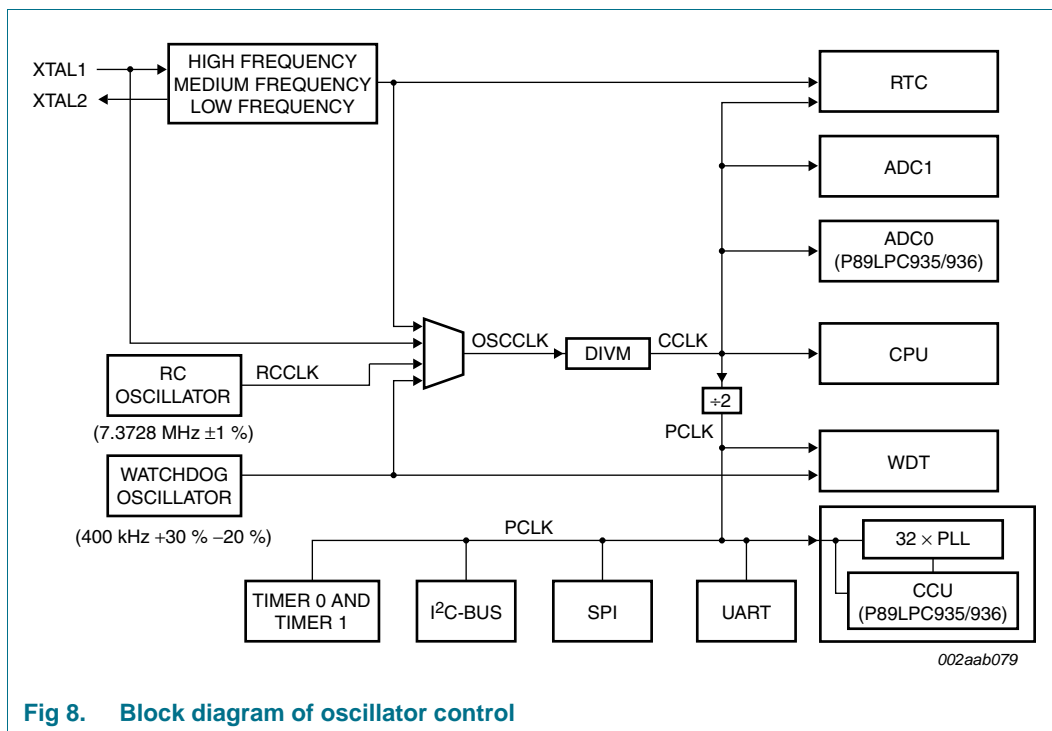 XTAL1
XTAL2
HIGH FREQUENCY
MEDIUM FREQUENCY
LOW FREQUENCY
RTC
ADC1
ADC0
(P89LPC935/936)
OSCCLK
DIVM
CCLK
CPU
RC
OSCILLATOR
RCCLK
(7.3728 MHz ±1 %)
÷2
PCLK
WDT
WATCHDOG
OSCILLATOR
(400 kHz +30 % −20 %)
PCLK
32 × PLL
TIMER 0 AND
TIMER 1
I²C-BUS
SPI
UART
CCU
(P89LPC935/936)
002aab079
Fig 8. Block diagram of oscillator control